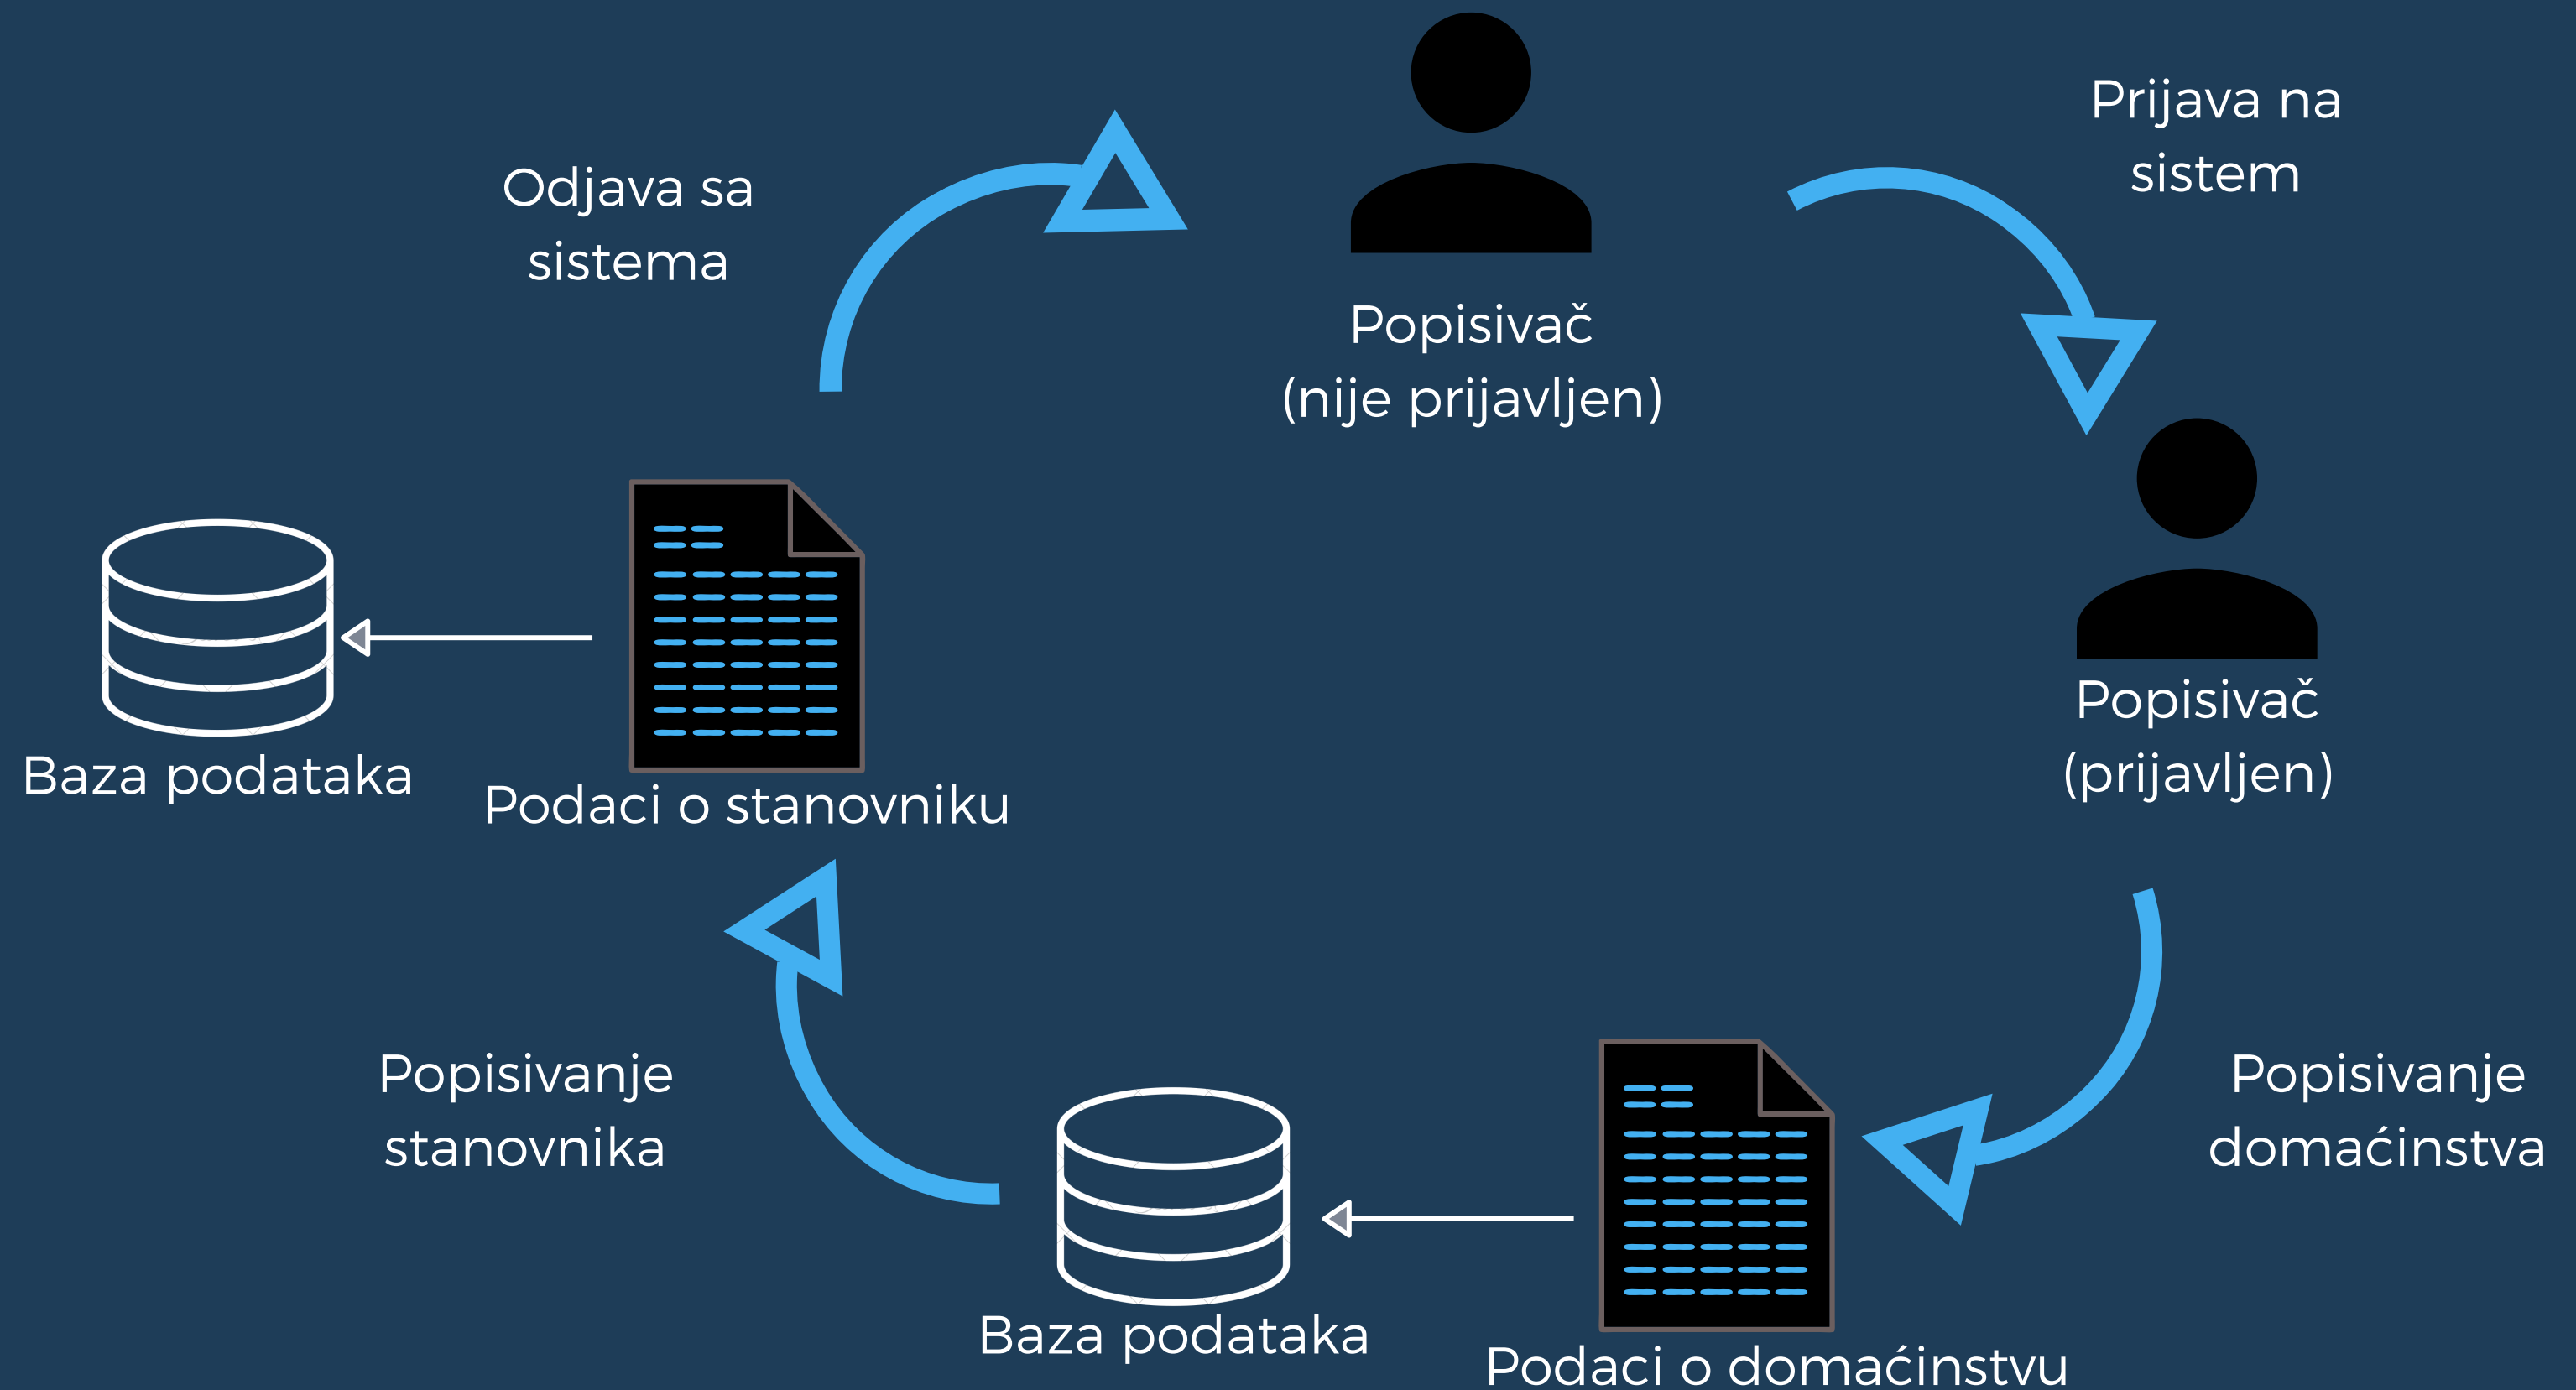 Prijava na
sistem
Odjava sa
sistema
Popisivač
(nije prijavljen)
Popisivač
(prijavljen)
Baza podataka
Podaci o stanovniku
Popisivanje
stanovnika
Popisivanje
domaćinstva
Baza podataka
Podaci o domaćinstvu